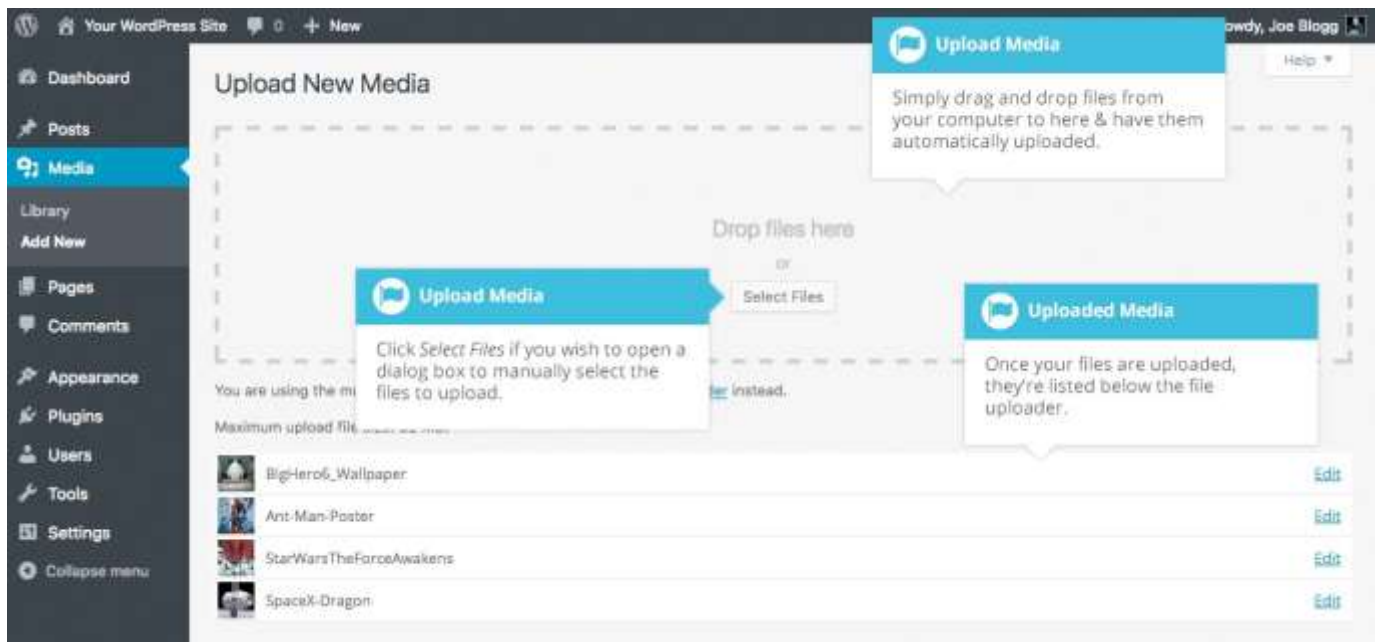 Your WordPress Site 0 + New
owdy, Joe Blogg
Help
Dashboard
Posts
Media
Library
Add New
Pages
Comments
Appearance
Plugins
Users
Tools
Settings
Collapse menu
Upload New Media
Upload Media
Simply drag and drop files from
your computer to here & have them
automatically uploaded.
Drop files here
or
Select Files
Upload Media
Click Select Files if you wish to open a
dialog box to manually select the
files to upload.
Uploaded Media
Once your files are uploaded,
they're listed below the file
uploader.
You are using the mu
instead.
Maximum upload file
BigHero6_Wallpaper Edit
Ant-Man-Poster Edit
StarWarsTheForceAwakens Edit
SpaceX-Dragon Edit